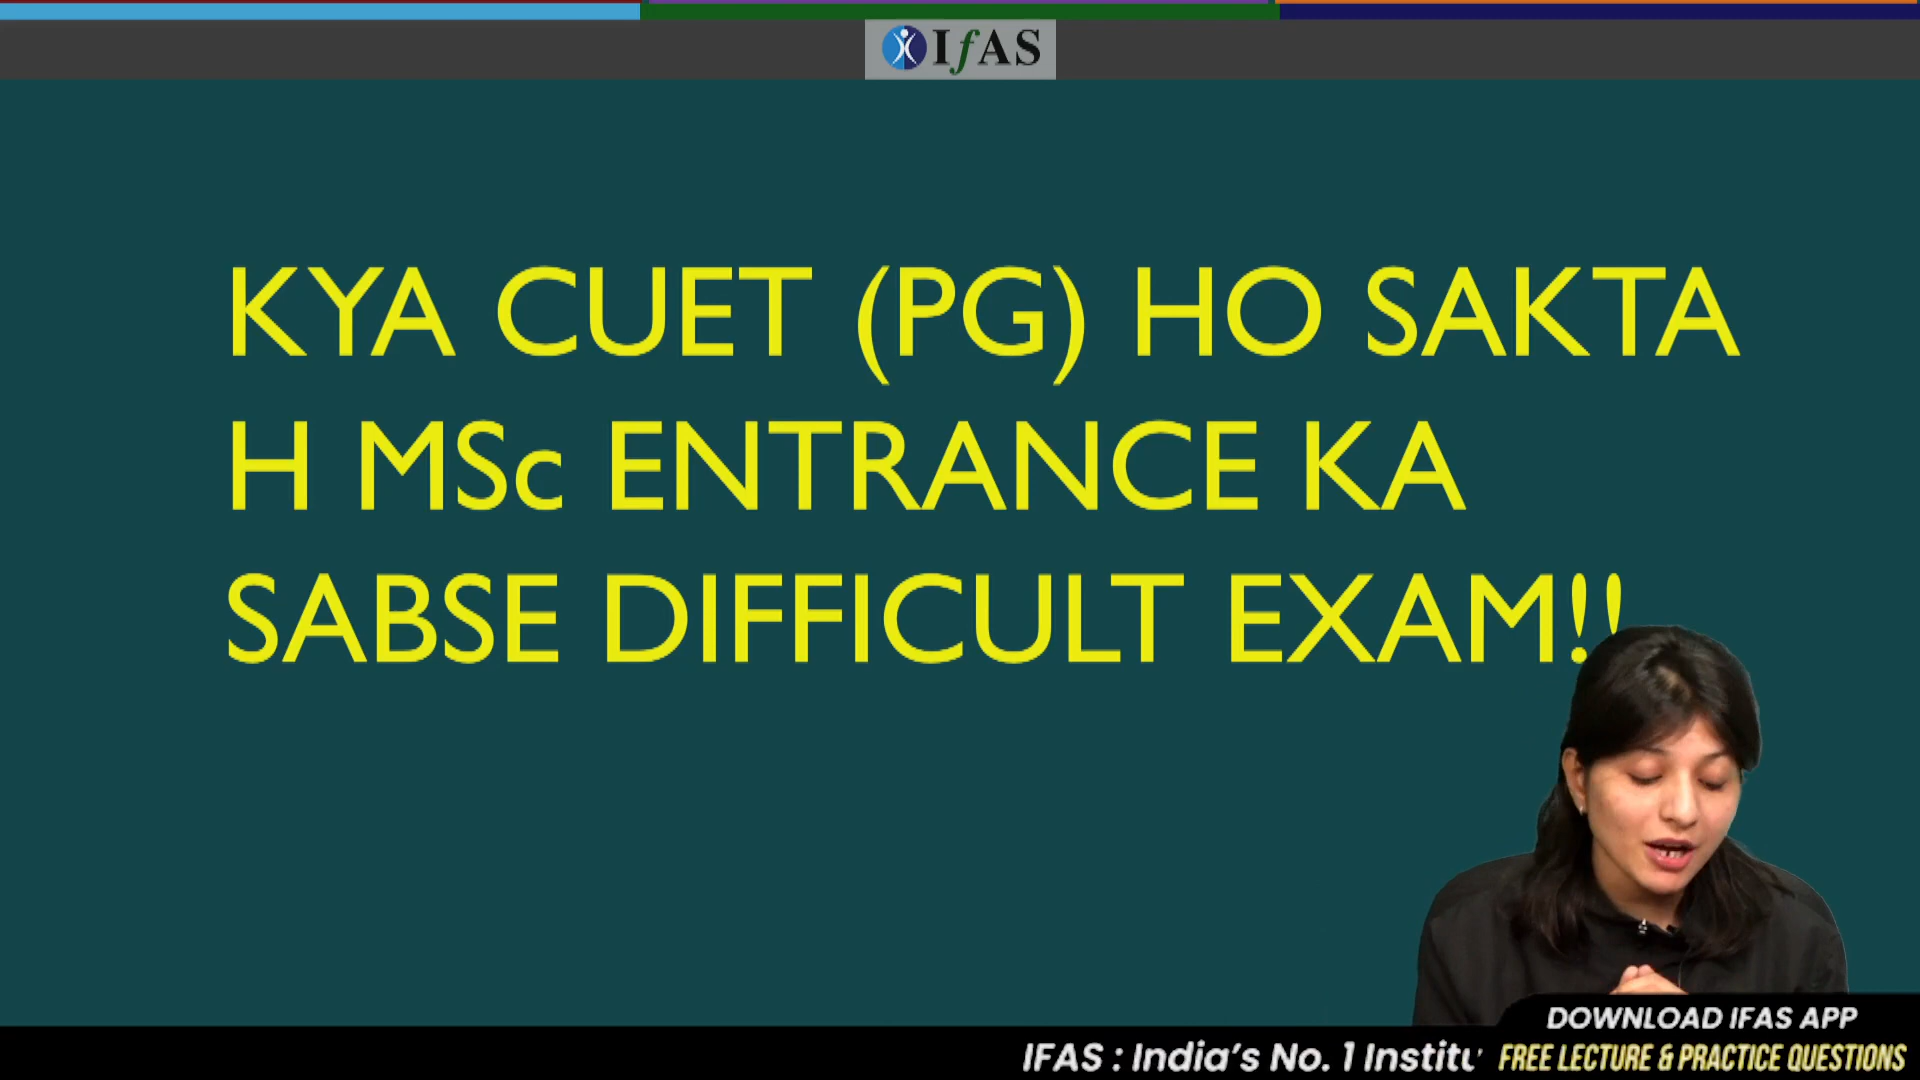 IfAS
KYA CUET (PG) HO SAKTA
H MSc ENTRANCE KA
SABSE DIFFICULT EXAM!!
DOWNLOAD IFAS APP
IFAS : India's No. 1
FREE LECTURE & PRACTICE QUESTIONS